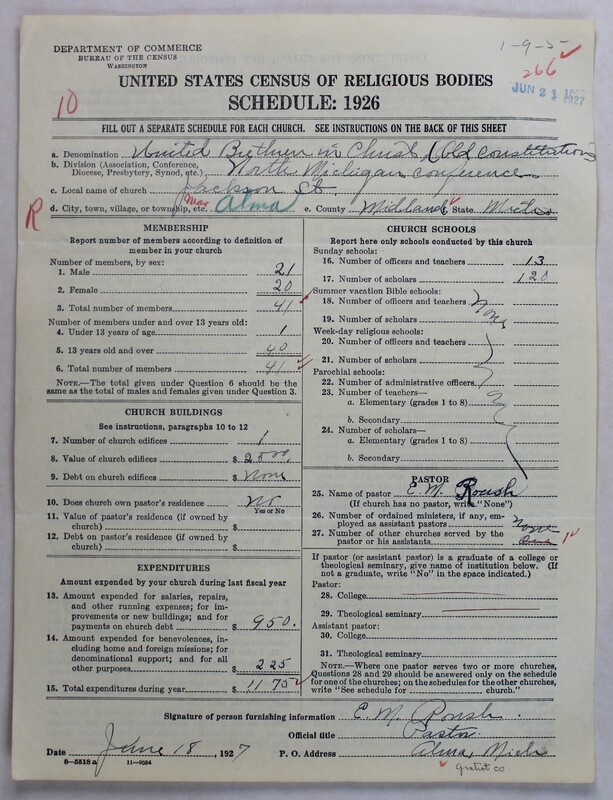 DEPARTMENT OF COMMERCE
BUREAU OF THE CENSUS
WASHINGTON
1-9-5-
266
JUN 21 1927
UNITED STATES CENSUS OF RELIGIOUS BODIES
SCHEDULE: 1926
10
FILL OUT A SEPARATE SCHEDULE FOR EACH CHURCH. SEE INSTRUCTIONS ON THE BACK OF THIS SHEET
a. Denomination United Brethren in Christ (Old constitution)
b. Division (Association, Conference, Diocese, Presbytery, Synod, etc.) North Michigan conference
c. Local name of church Jackson St.
R
d. City, town, village, or township, etc. Alma e. County Midland State Mich
MEMBERSHIP
Report number of members according to definition of member in your church
Number of members, by sex:
1. Male 21
2. Female 20
3. Total number of members 41
Number of members under and over 13 years old:
4. Under 13 years of age 1
5. 13 years old and over 40
6. Total number of members 41
NOTE.—The total given under Question 6 should be the same as the total of males and females given under Question 3.
CHURCH BUILDINGS
See instructions, paragraphs 10 to 12
7. Number of church edifices 1
8. Value of church edifices $ 2500.
9. Debt on church edifices $ None
10. Does church own pastor's residence No
Yes or No
11. Value of pastor's residence (if owned by church) $
12. Debt on pastor's residence (if owned by church) $
EXPENDITURES
Amount expended by your church during last fiscal year
13. Amount expended for salaries, repairs, and other running expenses; for improvements or new buildings; and for payments on church debt $ 950.
14. Amount expended for benevolences, including home and foreign missions; for denominational support; and for all other purposes $ 225
15. Total expenditures during year $ 1175
CHURCH SCHOOLS
Report here only schools conducted by this church
Sunday schools:
16. Number of officers and teachers 13
17. Number of scholars 120
Summer vacation Bible schools:
18. Number of officers and teachers None
19. Number of scholars
Week-day religious schools:
20. Number of officers and teachers
21. Number of scholars
Parochial schools:
22. Number of administrative officers
23. Number of teachers—
a. Elementary (grades 1 to 8)
b. Secondary
24. Number of scholars—
a. Elementary (grades 1 to 8)
b. Secondary
PASTOR
25. Name of pastor E. M. Roush
(If church has no pastor, write "None")
26. Number of ordained ministers, if any, employed as assistant pastors None
27. Number of other churches served by the pastor or his assistants
If pastor (or assistant pastor) is a graduate of a college or theological seminary, give name of institution below. (If not a graduate, write "No" in the space indicated.)
Pastor:
28. College
29. Theological seminary
Assistant pastor:
30. College
31. Theological seminary
NOTE.—Where one pastor serves two or more churches, Questions 28 and 29 should be answered only on the schedule for one of the churches; on the schedules for the other churches, write "See schedule for church."
Signature of person furnishing information E. M. Roush
Official title Pastor
Date June 18, 1927 P. O. Address Alma, Mich
8-5518 a 11-9054
Gratiot Co.